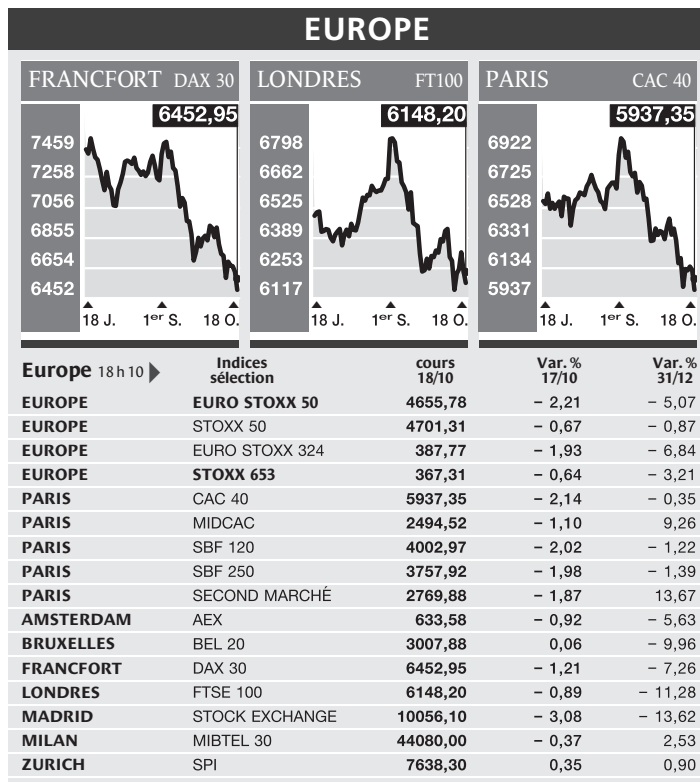 EUROPE
FRANCFORT DAX 30
6452,95
7459
7258
7056
6855
6654
6452
18 J. 1er S. 18 O.
LONDRES FT100
6148,20
6798
6662
6525
6389
6253
6117
18 J. 1er S. 18 O.
PARIS CAC 40
5937,35
6922
6725
6528
6331
6134
5937
18 J. 1er S. 18 O.
Europe 18 h 10 Indices sélection cours 18/10 Var. % 17/10 Var. % 31/12
EUROPE EURO STOXX 50 4655,78 – 2,21 – 5,07
EUROPE STOXX 50 4701,31 – 0,67 – 0,87
EUROPE EURO STOXX 324 387,77 – 1,93 – 6,84
EUROPE STOXX 653 367,31 – 0,64 – 3,21
PARIS CAC 40 5937,35 – 2,14 – 0,35
PARIS MIDCAC 2494,52 – 1,10 9,26
PARIS SBF 120 4002,97 – 2,02 – 1,22
PARIS SBF 250 3757,92 – 1,98 – 1,39
PARIS SECOND MARCHÉ 2769,88 – 1,87 13,67
AMSTERDAM AEX 633,58 – 0,92 – 5,63
BRUXELLES BEL 20 3007,88 0,06 – 9,96
FRANCFORT DAX 30 6452,95 – 1,21 – 7,26
LONDRES FTSE 100 6148,20 – 0,89 – 11,28
MADRID STOCK EXCHANGE 10056,10 – 3,08 – 13,62
MILAN MIBTEL 30 44080,00 – 0,37 2,53
ZURICH SPI 7638,30 0,35 0,90